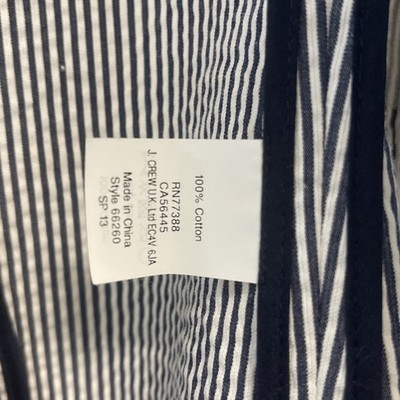 100% Cotton
RN77388
CA56445
J. CREW U.K. Ltd EC4V 6JA
Made in China
Style 66260
SP 13